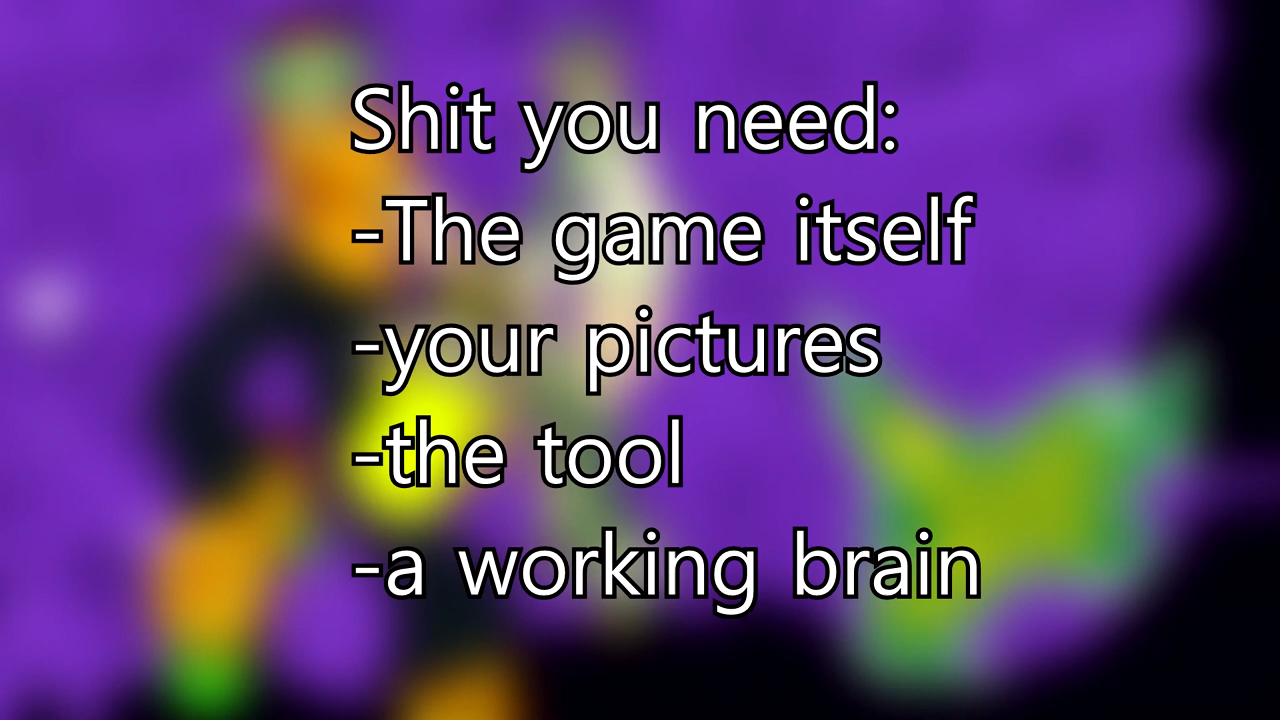 Shit you need:
-The game itself
-your pictures
-the tool
-a working brain